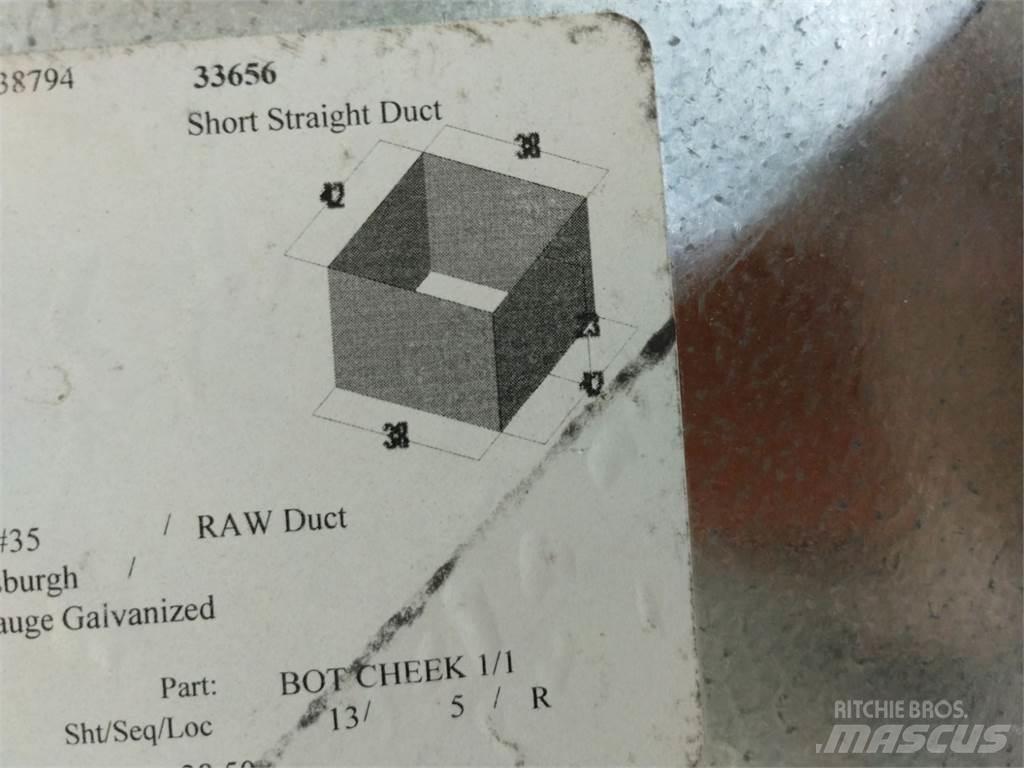 38794 33656
Short Straight Duct
38
42
23
42
38
#35 / RAW Duct
sburgh /
auge Galvanized
Part: BOT CHEEK 1/1
Sht/Seq/Loc 13/ 5 / R
RITCHIE BROS.
MASCUS